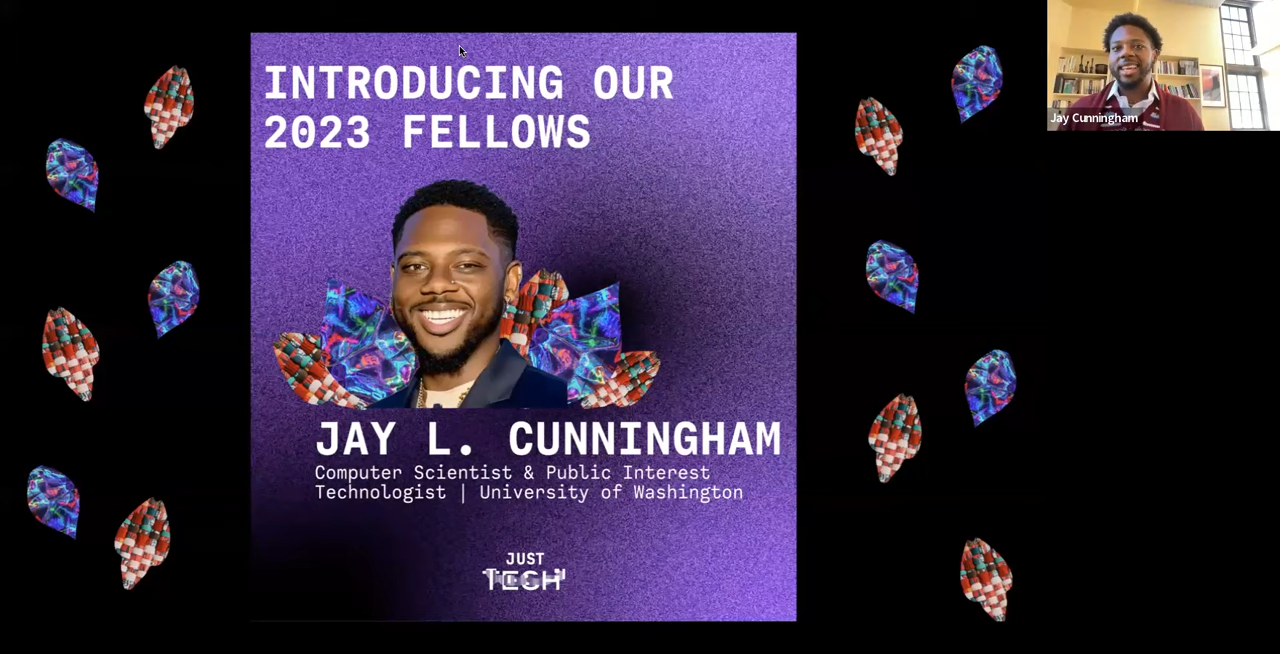 INTRODUCING OUR
2023 FELLOWS
JAY L. CUNNINGHAM
Computer Scientist & Public Interest
Technologist | University of Washington
JUST
TECH
Jay Cunningham